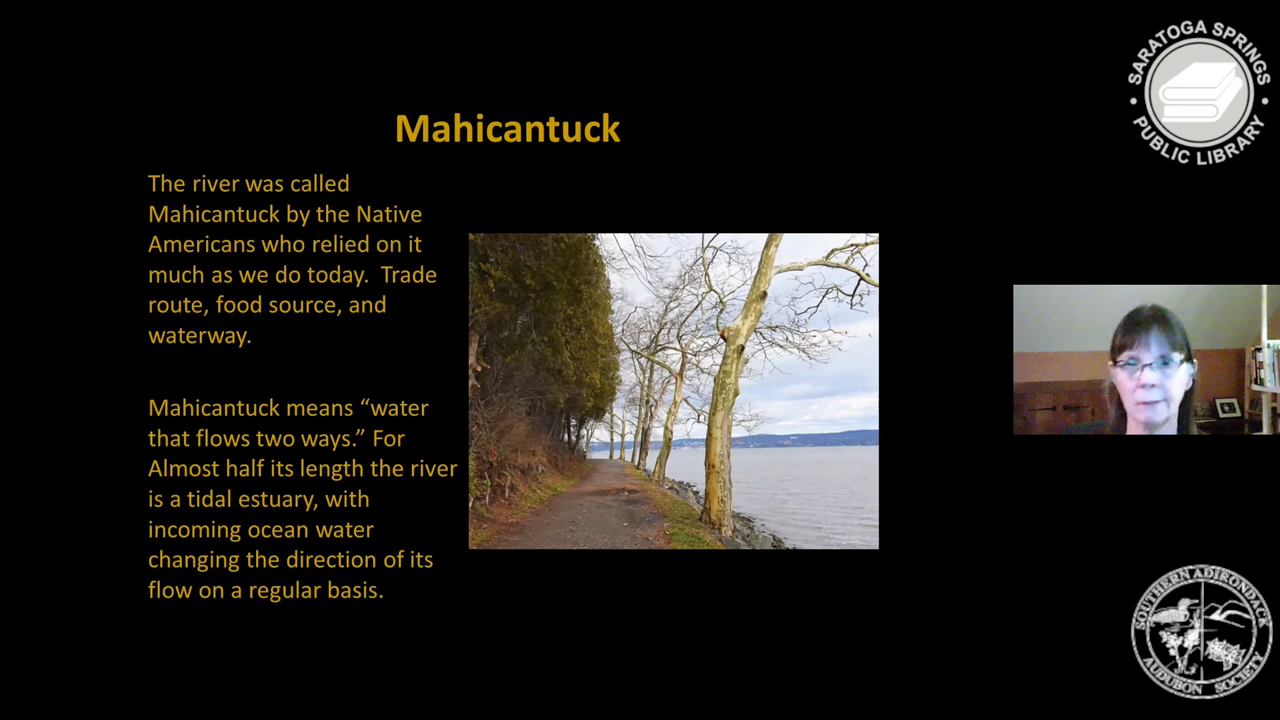 SARATOGA SPRINGS
PUBLIC LIBRARY
Mahicantuck
The river was called
Mahicantuck by the Native
Americans who relied on it
much as we do today.  Trade
route, food source, and
waterway.
Mahicantuck means “water
that flows two ways.” For
Almost half its length the river
is a tidal estuary, with
incoming ocean water
changing the direction of its
flow on a regular basis.
SOUTHERN ADIRONDACK
AUDUBON SOCIETY